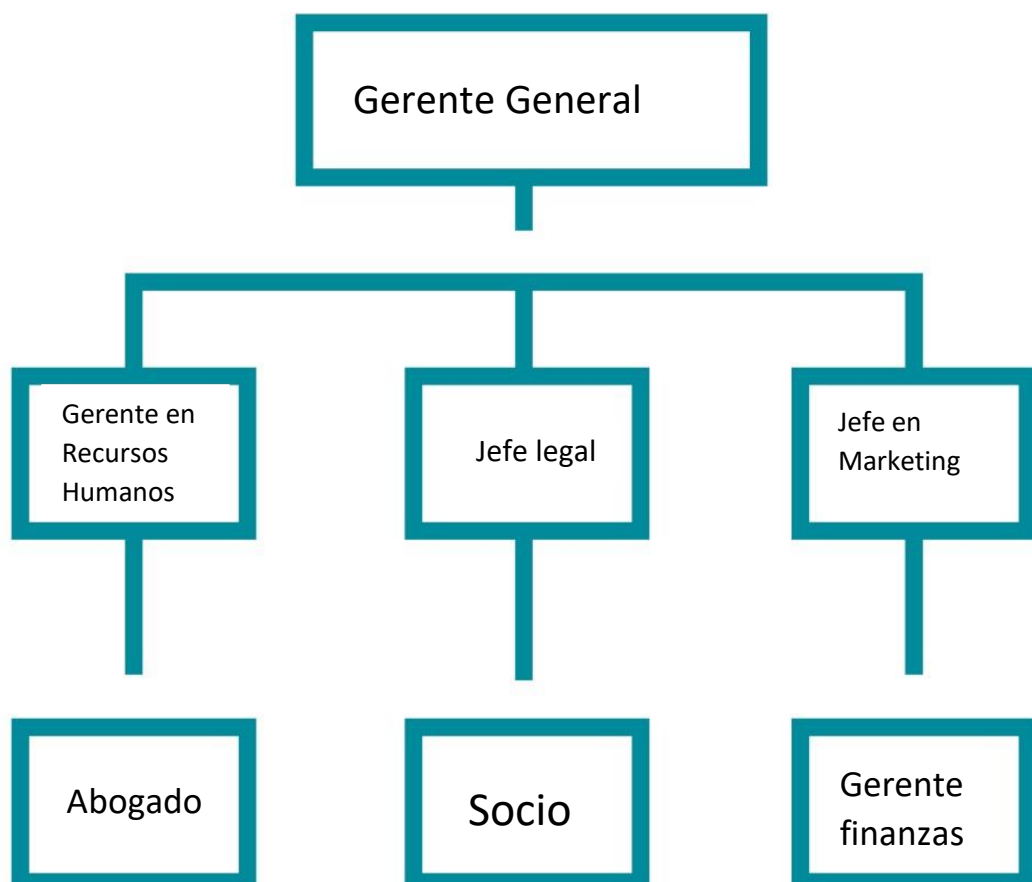 Gerente General
Gerente en
Recursos
Humanos
Jefe legal
Jefe en
Marketing
Abogado
Socio
Gerente
finanzas